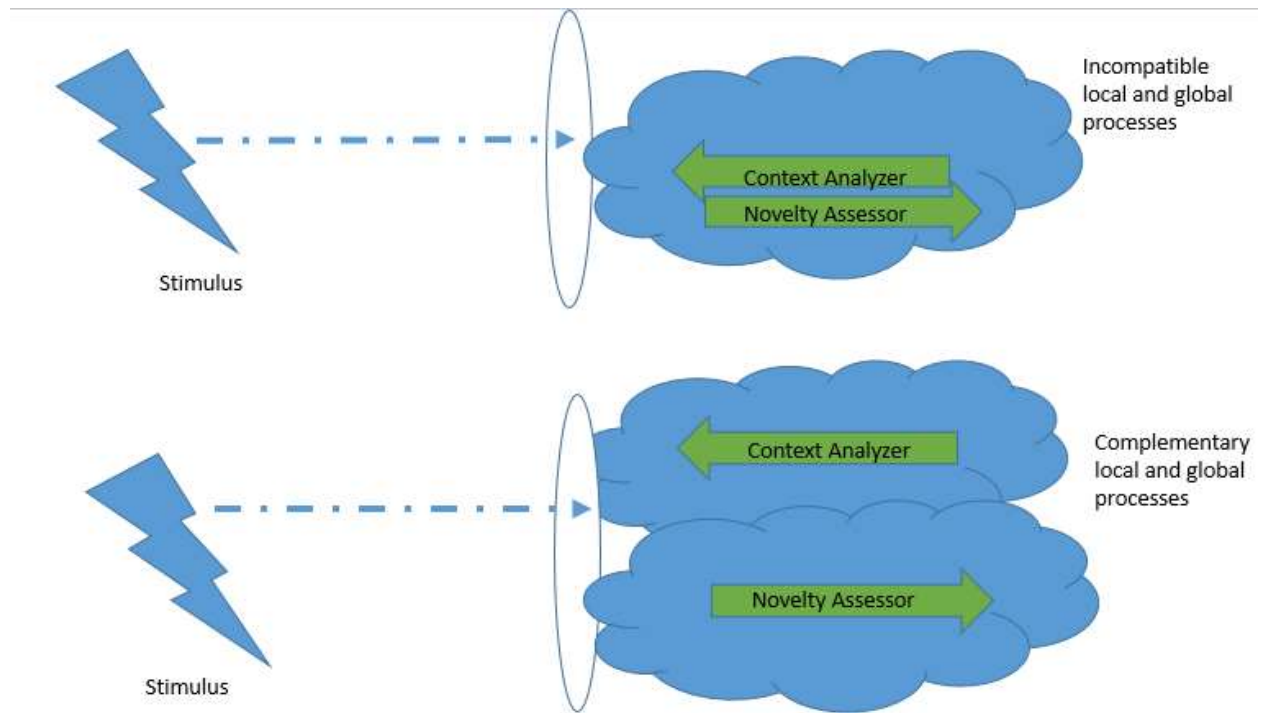 Incompatible
local and global
processes
Context Analyzer
Novelty Assessor
Stimulus
Context Analyzer
Complementary
local and global
processes
Novelty Assessor
Stimulus